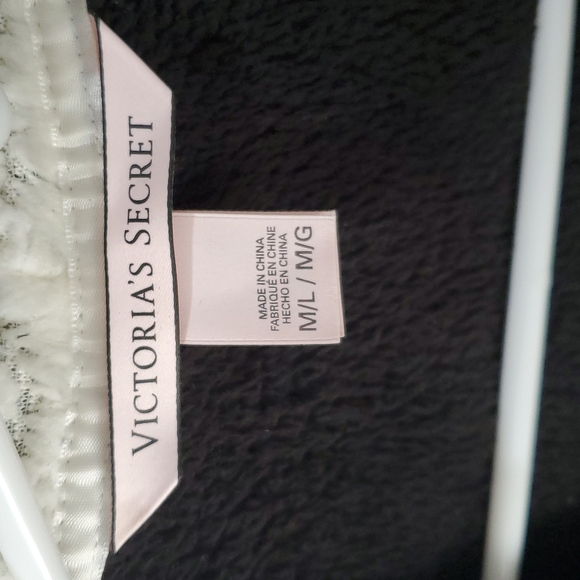 VICTORIA'S SECRET
MADE IN CHINA
FABRIQUÉ EN CHINE
HECHO EN CHINA
M/L / M/G